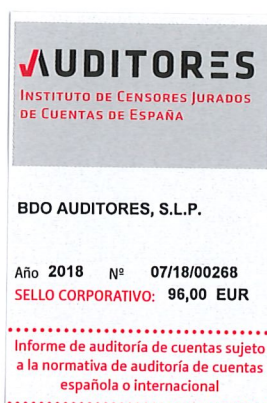 AUDITORES
INSTITUTO DE CENSORES JURADOS
DE CUENTAS DE ESPAÑA
BDO AUDITORES, S.L.P.
Año 2018 Nº 07/18/00268
SELLO CORPORATIVO: 96,00 EUR
Informe de auditoría de cuentas sujeto
a la normativa de auditoría de cuentas
española o internacional